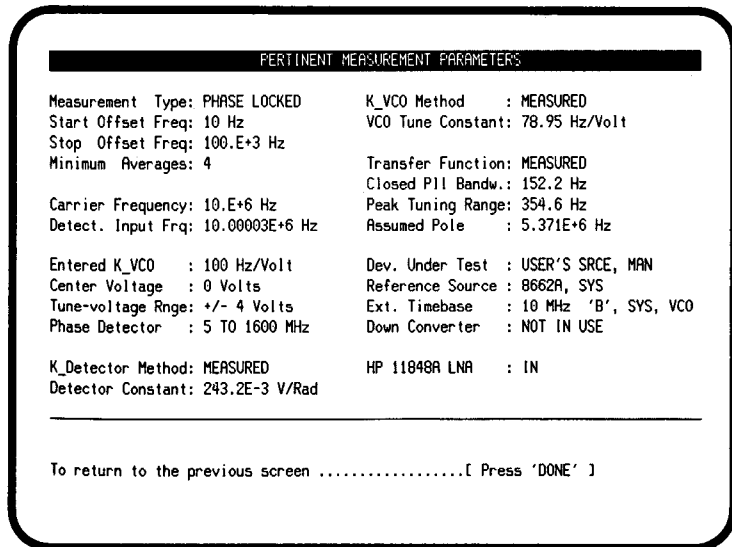 PERTINENT MEASUREMENT PARAMETERS
Measurement Type: PHASE LOCKED K_VCO Method : MEASURED
Start Offset Freq: 10 Hz VCO Tune Constant: 78.95 Hz/Volt
Stop Offset Freq: 100.E+3 Hz
Minimum Averages: 4 Transfer Function: MEASURED
Closed Pll Bandw.: 152.2 Hz
Carrier Frequency: 10.E+6 Hz Peak Tuning Range: 354.6 Hz
Detect. Input Frq: 10.00003E+6 Hz Assumed Pole : 5.371E+6 Hz
Entered K_VCO : 100 Hz/Volt Dev. Under Test : USER'S SRCE, MAN
Center Voltage : 0 Volts Reference Source : 8662A, SYS
Tune-voltage Rnge: +/- 4 Volts Ext. Timebase : 10 MHz 'B', SYS, VCO
Phase Detector : 5 TO 1600 MHz Down Converter : NOT IN USE
K_Detector Method: MEASURED HP 11848A LNA : IN
Detector Constant: 243.2E-3 V/Rad
To return to the previous screen ..................[ Press 'DONE' ]